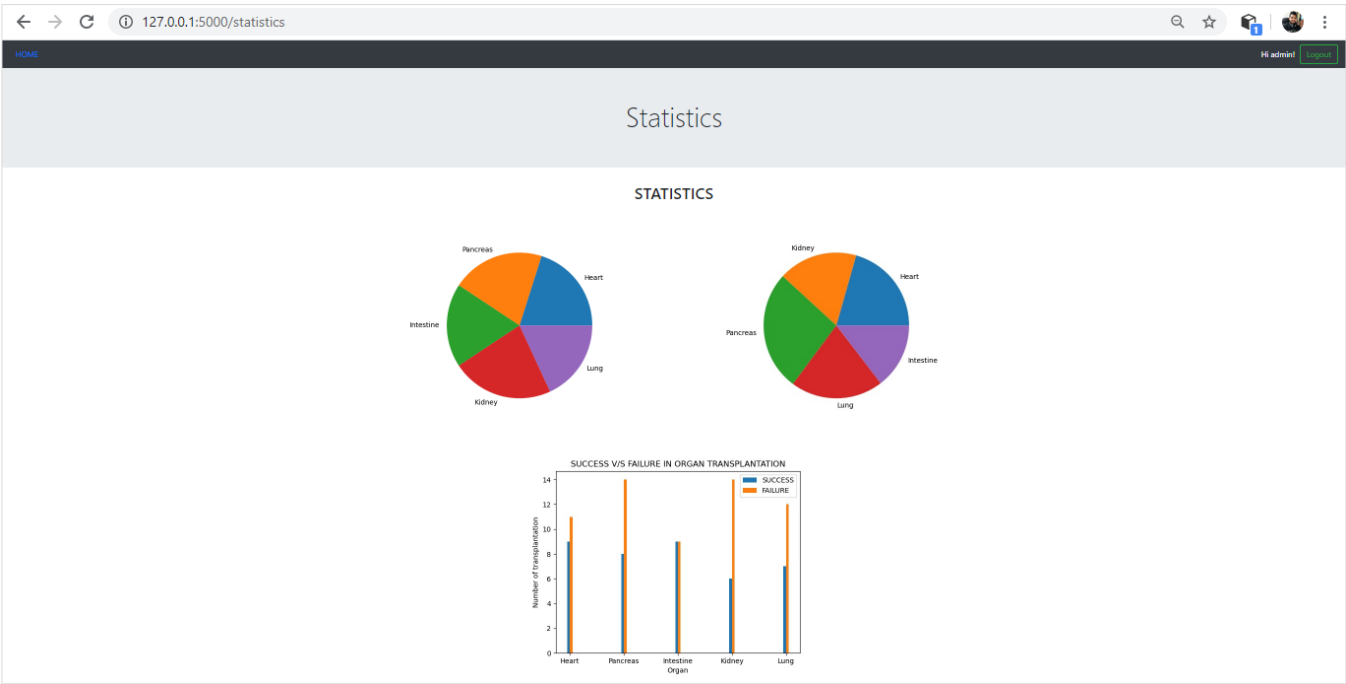 127.0.0.1:5000/statistics
1
HOME
Hi admin! Logout
Statistics
STATISTICS
Pancreas
Heart
Intestine
Lung
Kidney
Kidney
Heart
Pancreas
Intestine
Lung
SUCCESS V/S FAILURE IN ORGAN TRANSPLANTATION
SUCCESS
FAILURE
Number of transplantation
14
12
10
8
6
4
2
0
Heart Pancreas Intestine Kidney Lung
Organ